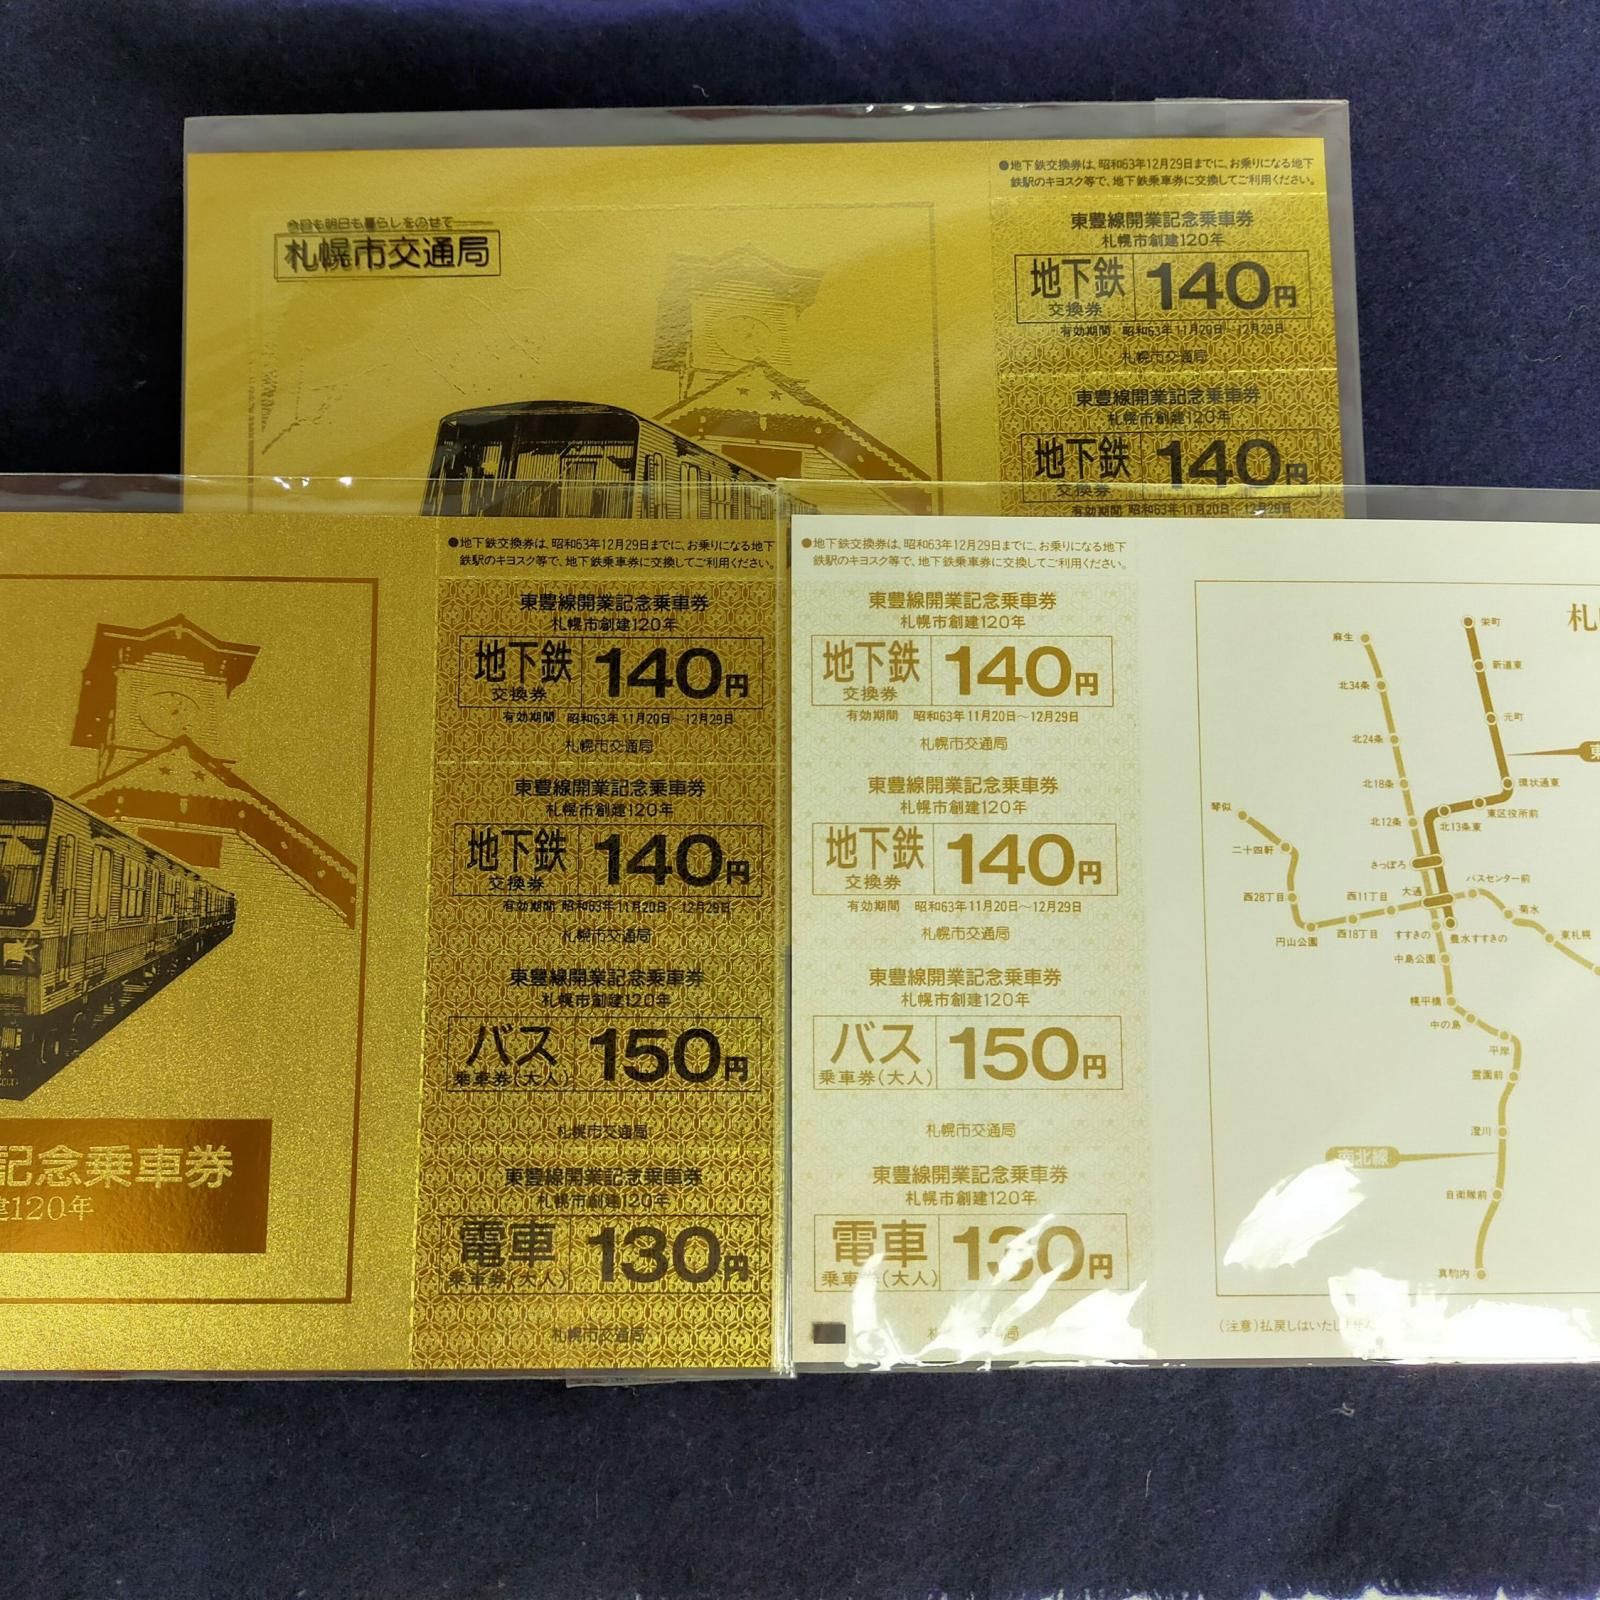 今日も明日も暮らしをのせて
札幌市交通局
●地下鉄交換券は、昭和63年12月29日までに、お乗りになる地下
鉄駅のキヨスク等で、地下鉄乗車券に交換してご利用ください。
東豊線開業記念乗車券
札幌市創建120年
地下鉄 140円
交換券
有効期間 昭和63年11月20日~12月29日
札幌市交通局
東豊線開業記念乗車券
札幌市創建120年
地下鉄 140円
交換券
有効期間 昭和63年11月20日~12月29日
記念乗車券
建120年
●地下鉄交換券は、昭和63年12月29日までに、お乗りになる地下
鉄駅のキヨスク等で、地下鉄乗車券に交換してご利用ください。
東豊線開業記念乗車券
札幌市創建120年
地下鉄 140円
交換券
有効期間 昭和63年11月20日~12月29日
札幌市交通局
東豊線開業記念乗車券
札幌市創建120年
地下鉄 140円
交換券
有効期間 昭和63年11月20日 12月29日
札幌市交通局
東豊線開業記念乗車券
札幌市創建120年
バス 150円
乗車券(大人)
札幌市交通局
東豊線開業記念乗車券
札幌市創建120年
電車 130円
乗車券(大人)
札幌市交通局
●地下鉄交換券は、昭和63年12月29日までに、お乗りになる地下
鉄駅のキヨスク等で、地下鉄乗車券に交換してご利用ください。
東豊線開業記念乗車券
札幌市創建120年
地下鉄 140円
交換券
有効期間 昭和63年11月20日~12月29日
札幌市交通局
東豊線開業記念乗車券
札幌市創建120年
地下鉄 140円
交換券
有効期間 昭和63年11月20日~12月29日
札幌市交通局
東豊線開業記念乗車券
札幌市創建120年
バス 150円
乗車券(大人)
札幌市交通局
東豊線開業記念乗車券
札幌市創建120年
電車 130円
乗車券(大人)
札
栄町
麻生
新道東
北34条
元町
北24条
東
環状通東
北18条
琴似
東区役所前
北12条
北13条東
二十四軒
さっぽろ
バスセンター前
大通
西28丁目
西11丁目
菊水
西18丁目
円山公園
すすきの
豊水すすきの
東札幌
中島公園
幌平橋
中の島
平岸
霊園前
澄川
南北線
自衛隊前
真駒内
(注意)払戻しはいたしません